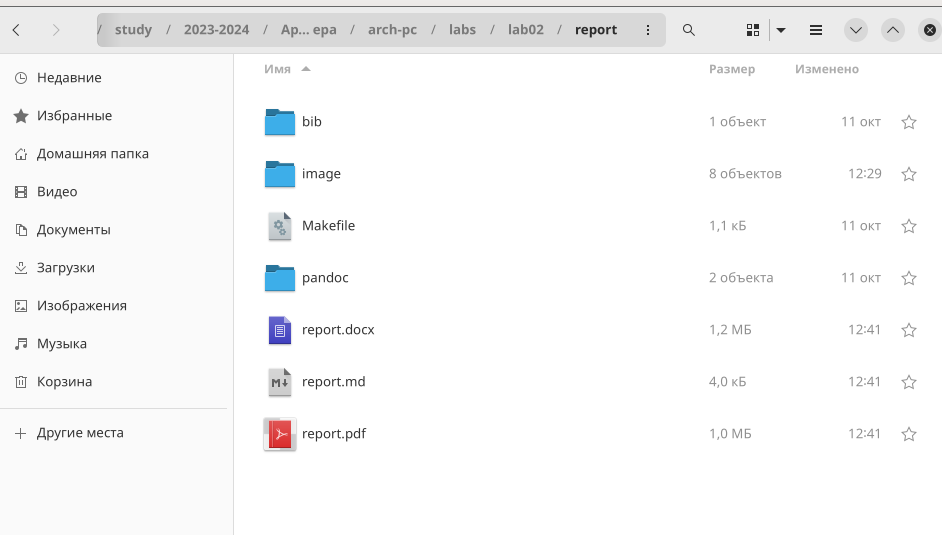 / study / 2023-2024 / Ар... ера / arch-pc / labs / lab02 / report
Недавние
Избранные
Домашняя папка
Видео
Документы
Загрузки
Изображения
Музыка
Корзина
Другие места
Имя Размер Изменено
bib 1 объект 11 окт
image 8 объектов 12:29
Makefile 1,1 кБ 11 окт
pandoc 2 объекта 11 окт
report.docx 1,2 МБ 12:41
M report.md 4,0 кБ 12:41
report.pdf 1,0 МБ 12:41